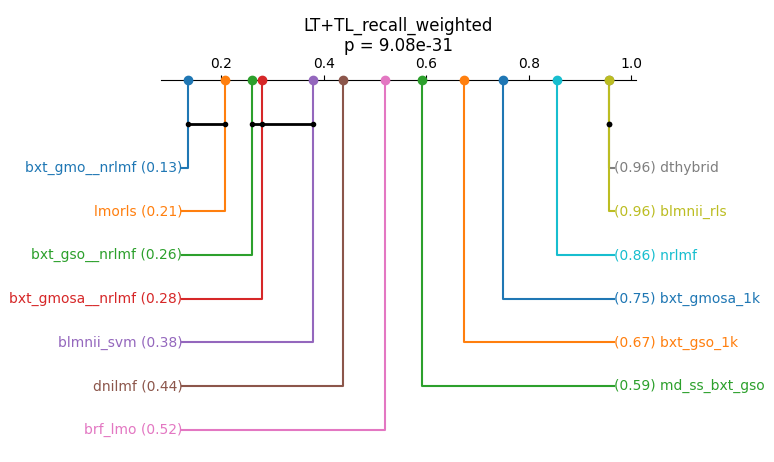 LT+TL_recall_weighted
p = 9.08e-31
0.2 0.4 0.6 0.8 1.0
bxt_gmo__nrlmf (0.13) (0.96) dthybrid
lmorls (0.21) (0.96) blmnii_rls
bxt_gso__nrlmf (0.26) (0.86) nrlmf
bxt_gmosa__nrlmf (0.28) (0.75) bxt_gmosa_1k
blmnii_svm (0.38) (0.67) bxt_gso_1k
dnilmf (0.44) (0.59) md_ss_bxt_gso
brf_lmo (0.52)